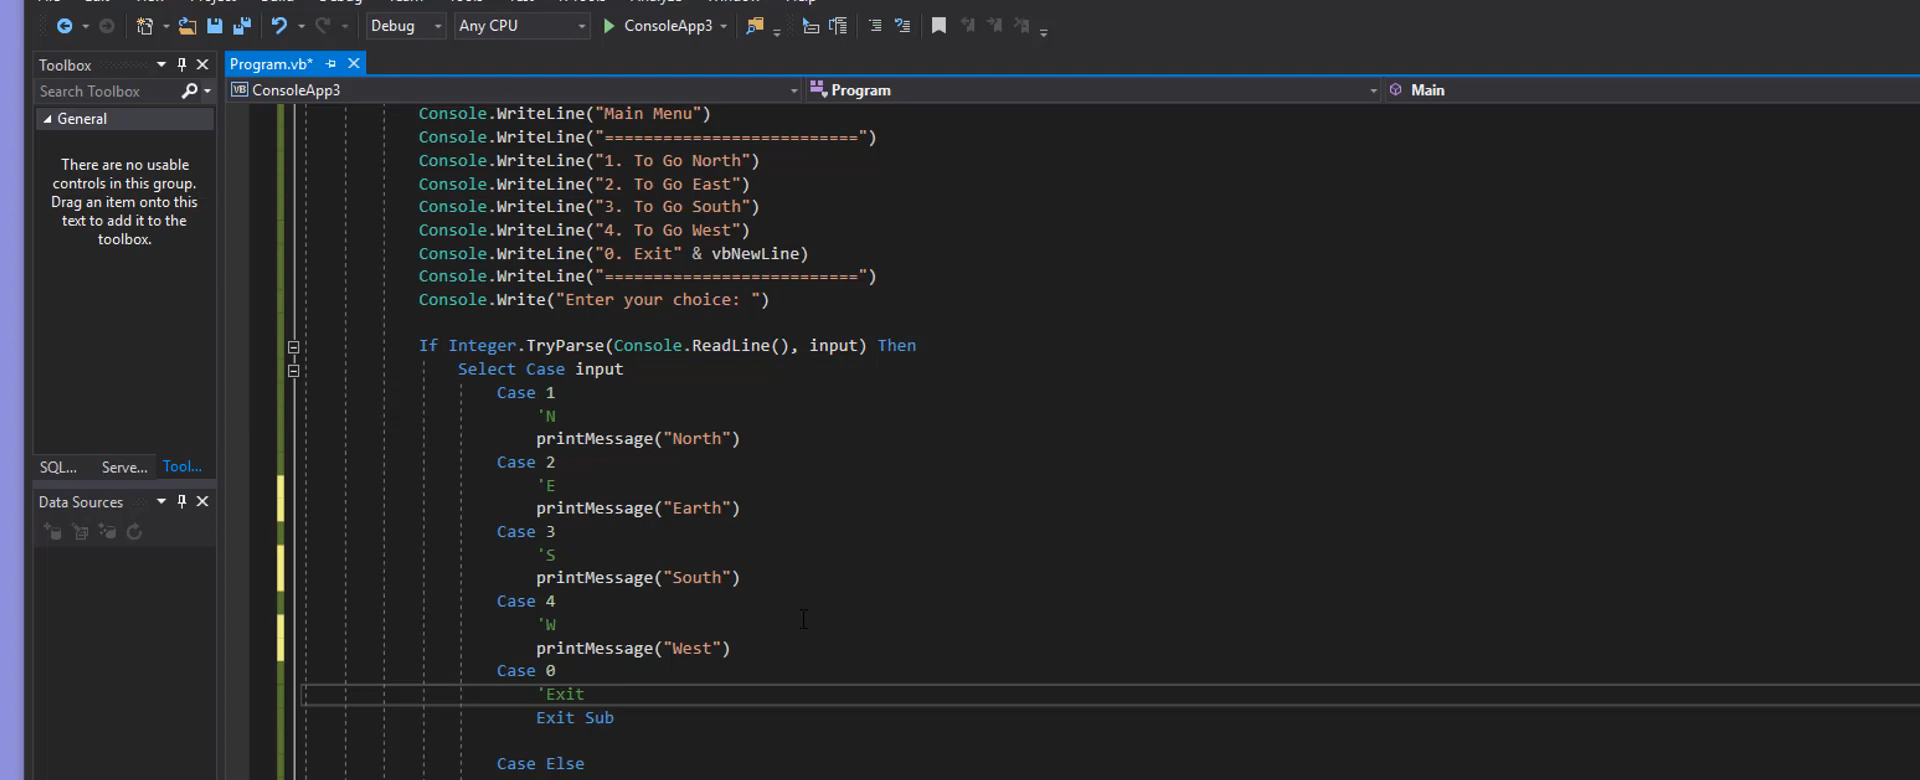 Debug Any CPU ConsoleApp3
Toolbox
Program.vb*
Search Toolbox
VB ConsoleApp3 Program Main
General
There are no usable
controls in this group.
Drag an item onto this
text to add it to the
toolbox.
SQL... Serve... Tool...
Data Sources
Console.WriteLine("Main Menu")
Console.WriteLine("==========================")
Console.WriteLine("1. To Go North")
Console.WriteLine("2. To Go East")
Console.WriteLine("3. To Go South")
Console.WriteLine("4. To Go West")
Console.WriteLine("0. Exit" & vbNewLine)
Console.WriteLine("==========================")
Console.Write("Enter your choice: ")
If Integer.TryParse(Console.ReadLine(), input) Then
Select Case input
Case 1
'N
printMessage("North")
Case 2
'E
printMessage("Earth")
Case 3
'S
printMessage("South")
Case 4
'W
printMessage("West")
Case 0
'Exit
Exit Sub
Case Else